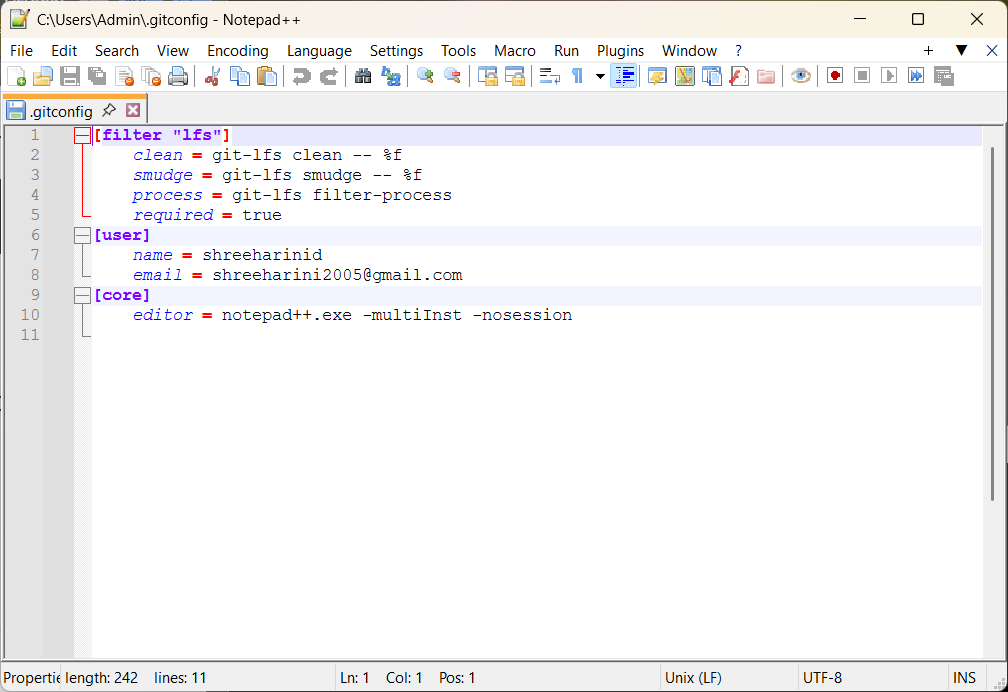 C:\Users\Admin\.gitconfig - Notepad++
File Edit Search View Encoding Language Settings Tools Macro Run Plugins Window ?
.gitconfig
1 [filter "lfs"]
2 clean = git-lfs clean -- %f
3 smudge = git-lfs smudge -- %f
4 process = git-lfs filter-process
5 required = true
6 [user]
7 name = shreeharinid
8 email = shreeharini2005@gmail.com
9 [core]
10 editor = notepad++.exe -multiInst -nosession
11
Propertie length: 242 lines: 11 Ln: 1 Col: 1 Pos: 1 Unix (LF) UTF-8 INS